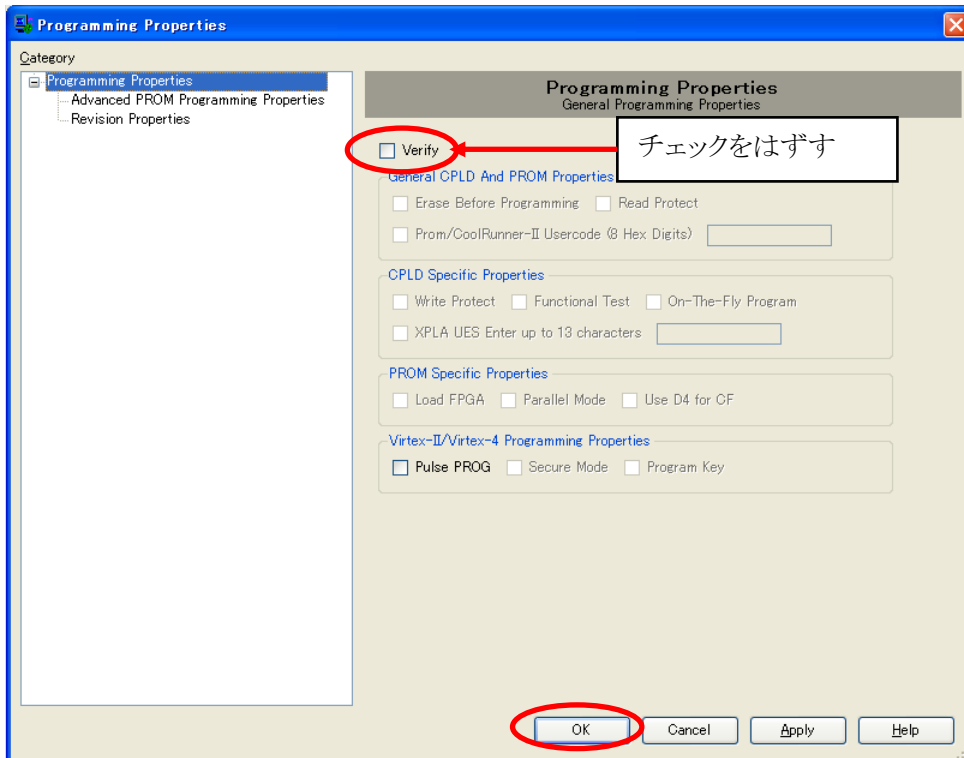 Programming Properties
Category
Programming Properties
Advanced PROM Programming Properties
Revision Properties
Programming Properties
General Programming Properties
Verify
チェックをはずす
General CPLD And PROM Properties
Erase Before Programming Read Protect
Prom/CoolRunner-II Usercode (8 Hex Digits)
CPLD Specific Properties
Write Protect Functional Test On-The-Fly Program
XPLA UES Enter up to 13 characters
PROM Specific Properties
Load FPGA Parallel Mode Use D4 for CF
Virtex-II/Virtex-4 Programming Properties
Pulse PROG Secure Mode Program Key
OK Cancel Apply Help